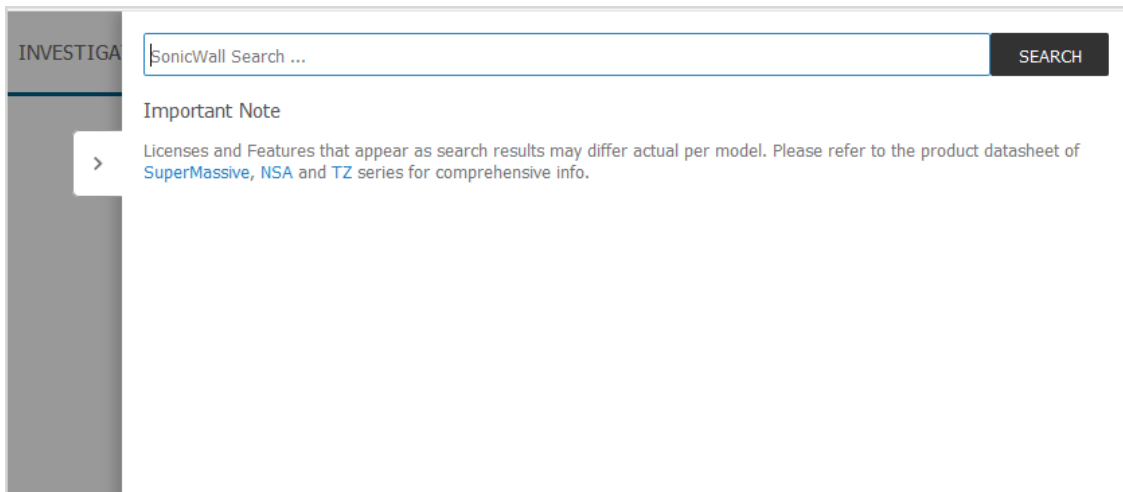 INVESTIGA
SonicWall Search ...
SEARCH
Important Note
Licenses and Features that appear as search results may differ actual per model. Please refer to the product datasheet of
SuperMassive, NSA and TZ series for comprehensive info.